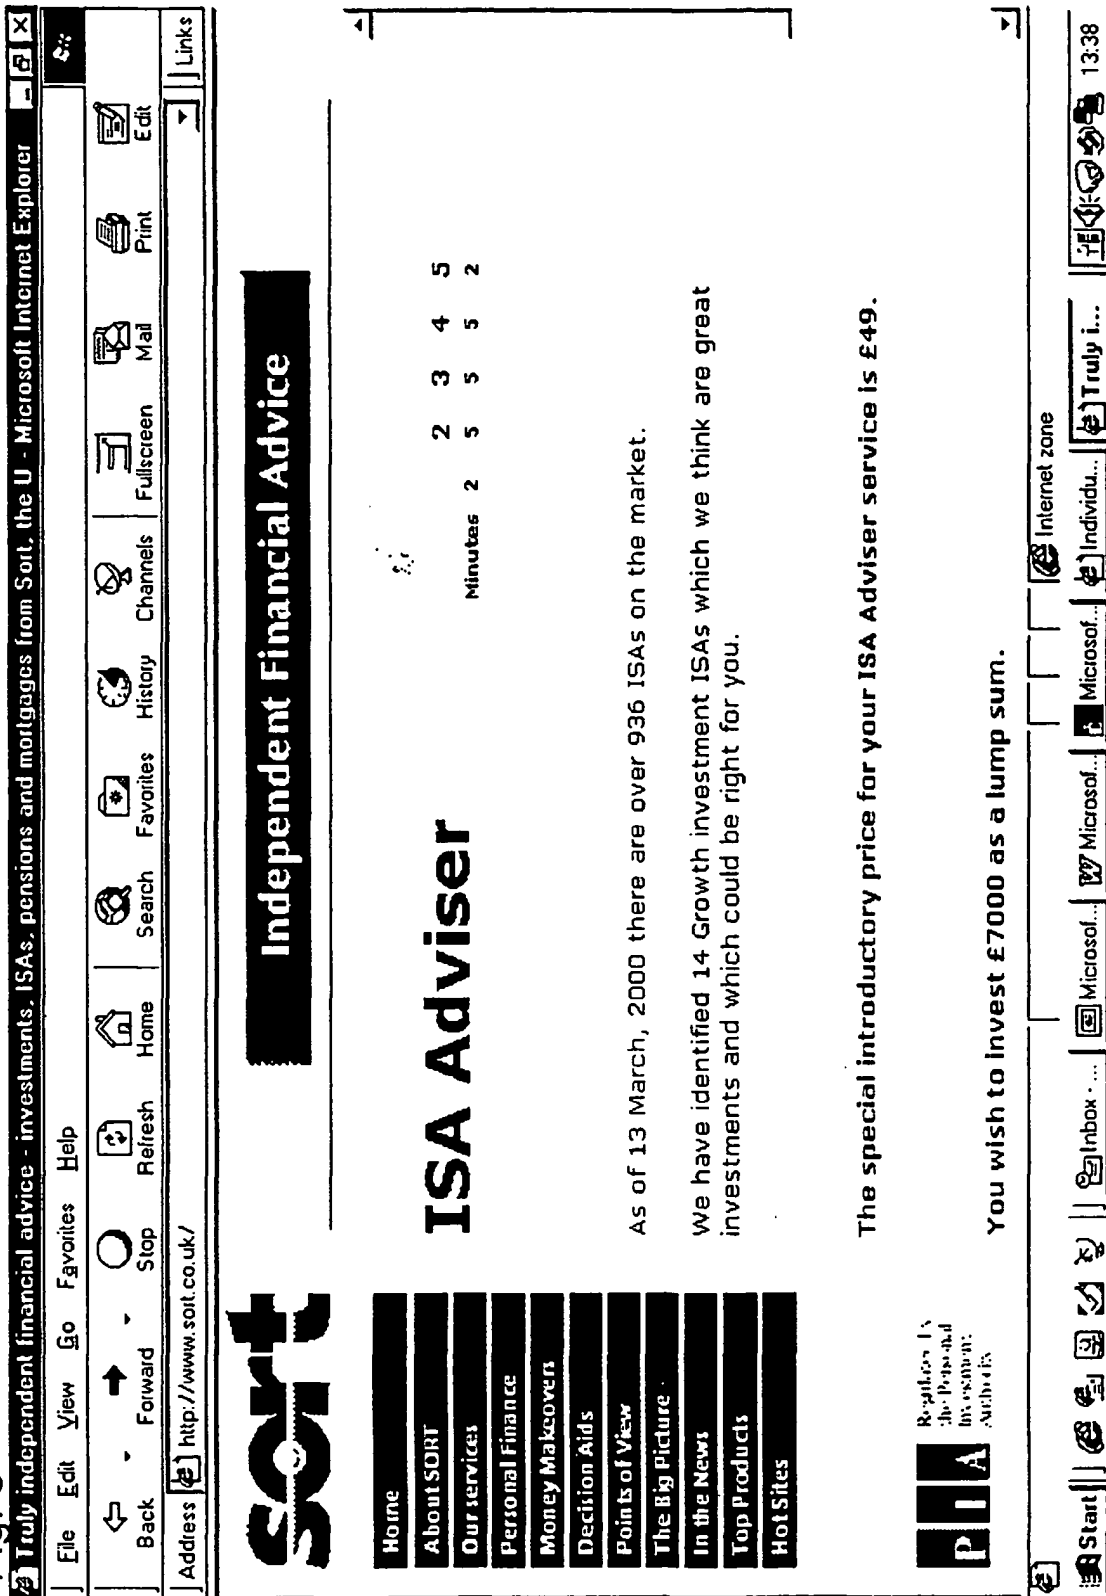 Truly independent financial advice - investments, ISAs, pensions and mortgages from Sort, the U - Microsoft Internet Explorer
File Edit View Go Favorites Help
Back Forward Stop Refresh Home Search Favorites History Channels Fullscreen Mail Print Edit
Address http://www.sort.co.uk/ Links
sort
Independent Financial Advice
Home
About SORT
Our services
Personal Finance
Money Makeovers
Decision Aids
Points of View
The Big Picture
In the News
Top Products
Hot Sites
ISA Adviser
2 3 4 5
Minutes 2 5 5 5 2
As of 13 March, 2000 there are over 936 ISAs on the market.
We have identified 14 Growth investment ISAs which we think are great
investments and which could be right for you.
The special introductory price for your ISA Adviser service is £49.
You wish to invest £7000 as a lump sum.
P I A
Regulated by
the Personal
Investment
Authority
Internet zone
Start Inbox - ... Microsof... Microsof... Microsof... Individu... Truly i... 13:38